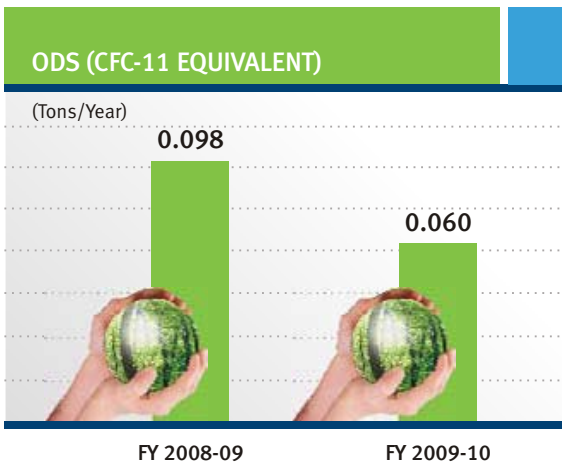 ODS (CFC-11 EQUIVALENT)
(Tons/Year)
0.098
0.060
FY 2008-09
FY 2009-10